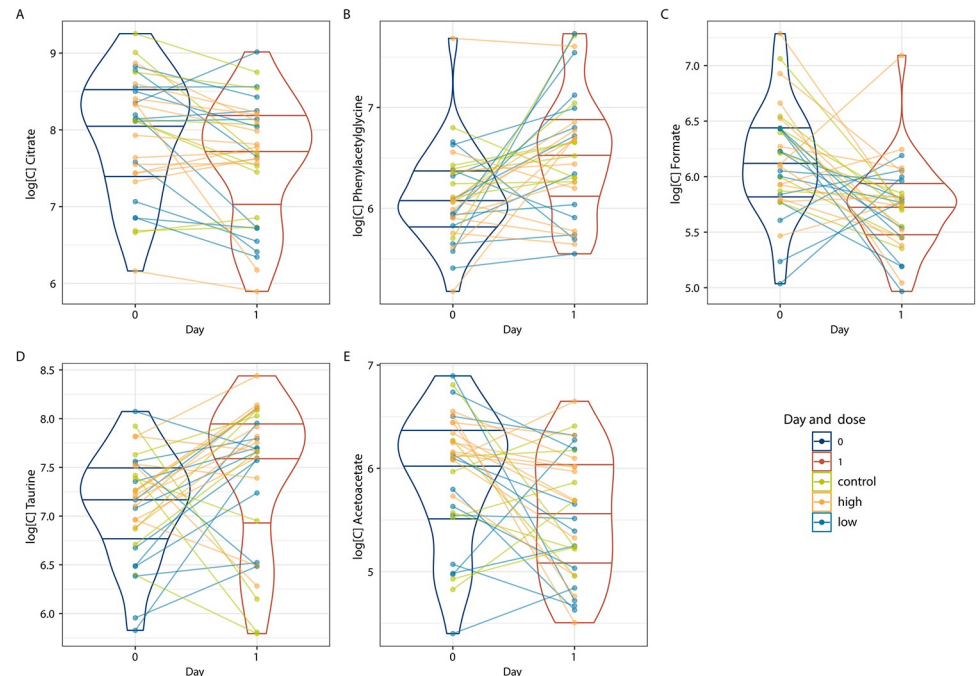 A
B
C
log[C] Citrate
9
8
7
6
0
1
Day
log[C] Phenylacetylglycine
7
6
0
1
Day
log[C] Formate
7.0
6.5
6.0
5.5
5.0
0
1
Day
D
E
log[C] Taurine
8.5
8.0
7.5
7.0
6.5
6.0
0
1
Day
log[C] Acetoacetate
7
6
5
0
1
Day
Day and dose
0
1
control
high
low